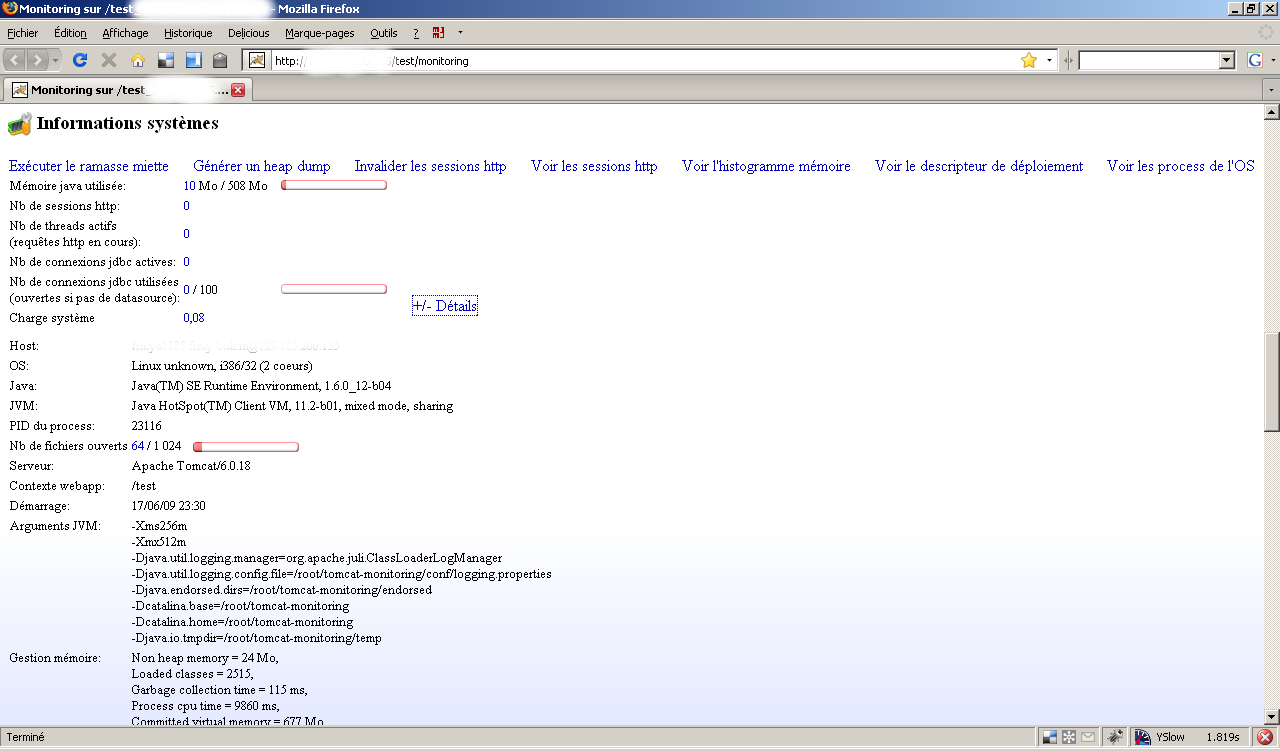 Monitoring sur /test - Mozilla Firefox
Fichier Édition Affichage Historique Delicious Marque-pages Outils ?
http:// /test/monitoring
Monitoring sur /test_ ...
Informations systèmes
Exécuter le ramasse miette Générer un heap dump Invalider les sessions http Voir les sessions http Voir l'histogramme mémoire Voir le descripteur de déploiement Voir les process de l'OS
Mémoire java utilisée: 10 Mo / 508 Mo
Nb de sessions http: 0
Nb de threads actifs
(requêtes http en cours): 0
Nb de connexions jdbc actives: 0
Nb de connexions jdbc utilisées
(ouvertes si pas de datasource): 0 / 100
+/- Détails
Charge système 0,08
Host:
OS: Linux unknown, i386/32 (2 coeurs)
Java: Java(TM) SE Runtime Environment, 1.6.0_12-b04
JVM: Java HotSpot(TM) Client VM, 11.2-b01, mixed mode, sharing
PID du process: 23116
Nb de fichiers ouverts 64 / 1 024
Serveur: Apache Tomcat/6.0.18
Contexte webapp: /test
Démarrage: 17/06/09 23:30
Arguments JVM: -Xms256m
-Xmx512m
-Djava.util.logging.manager=org.apache.juli.ClassLoaderLogManager
-Djava.util.logging.config.file=/root/tomcat-monitoring/conf/logging.properties
-Djava.endorsed.dirs=/root/tomcat-monitoring/endorsed
-Dcatalina.base=/root/tomcat-monitoring
-Dcatalina.home=/root/tomcat-monitoring
-Djava.io.tmpdir=/root/tomcat-monitoring/temp
Gestion mémoire: Non heap memory = 24 Mo,
Loaded classes = 2515,
Garbage collection time = 115 ms,
Process cpu time = 9860 ms,
Committed virtual memory = 677 Mo
Terminé YSlow 1.819s